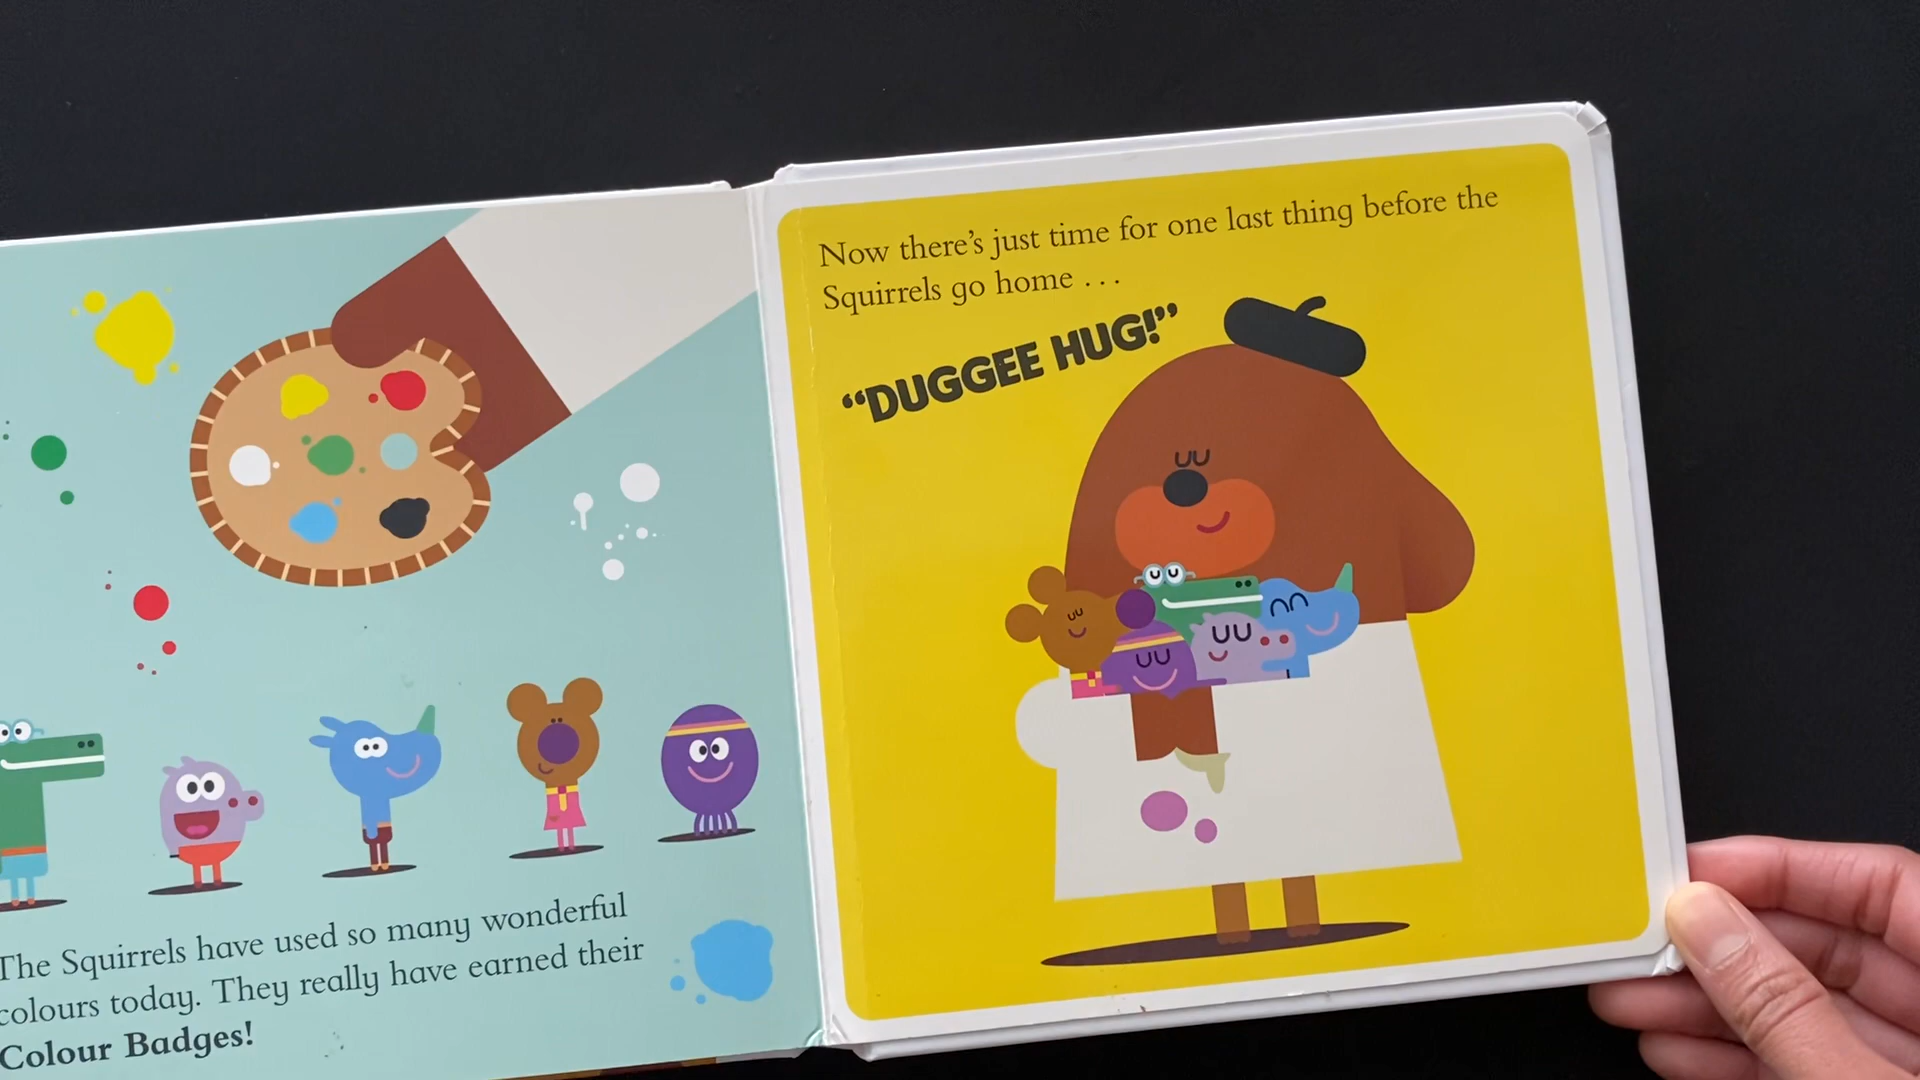 The Squirrels have used so many wonderful
colours today. They really have earned their
Colour Badges!
Now there's just time for one last thing before the
Squirrels go home . . .
“DUGGEE HUG!”